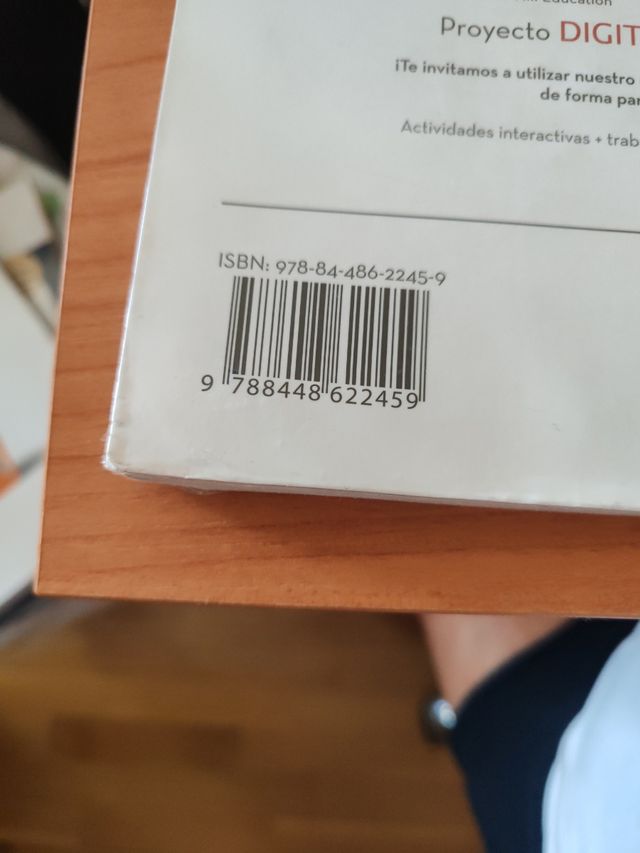 Education
Proyecto DIGIT
¡Te invitamos a utilizar nuestro
de forma par
Actividades interactivas + trab
ISBN: 978-84-486-2245-9
9 788448 622459